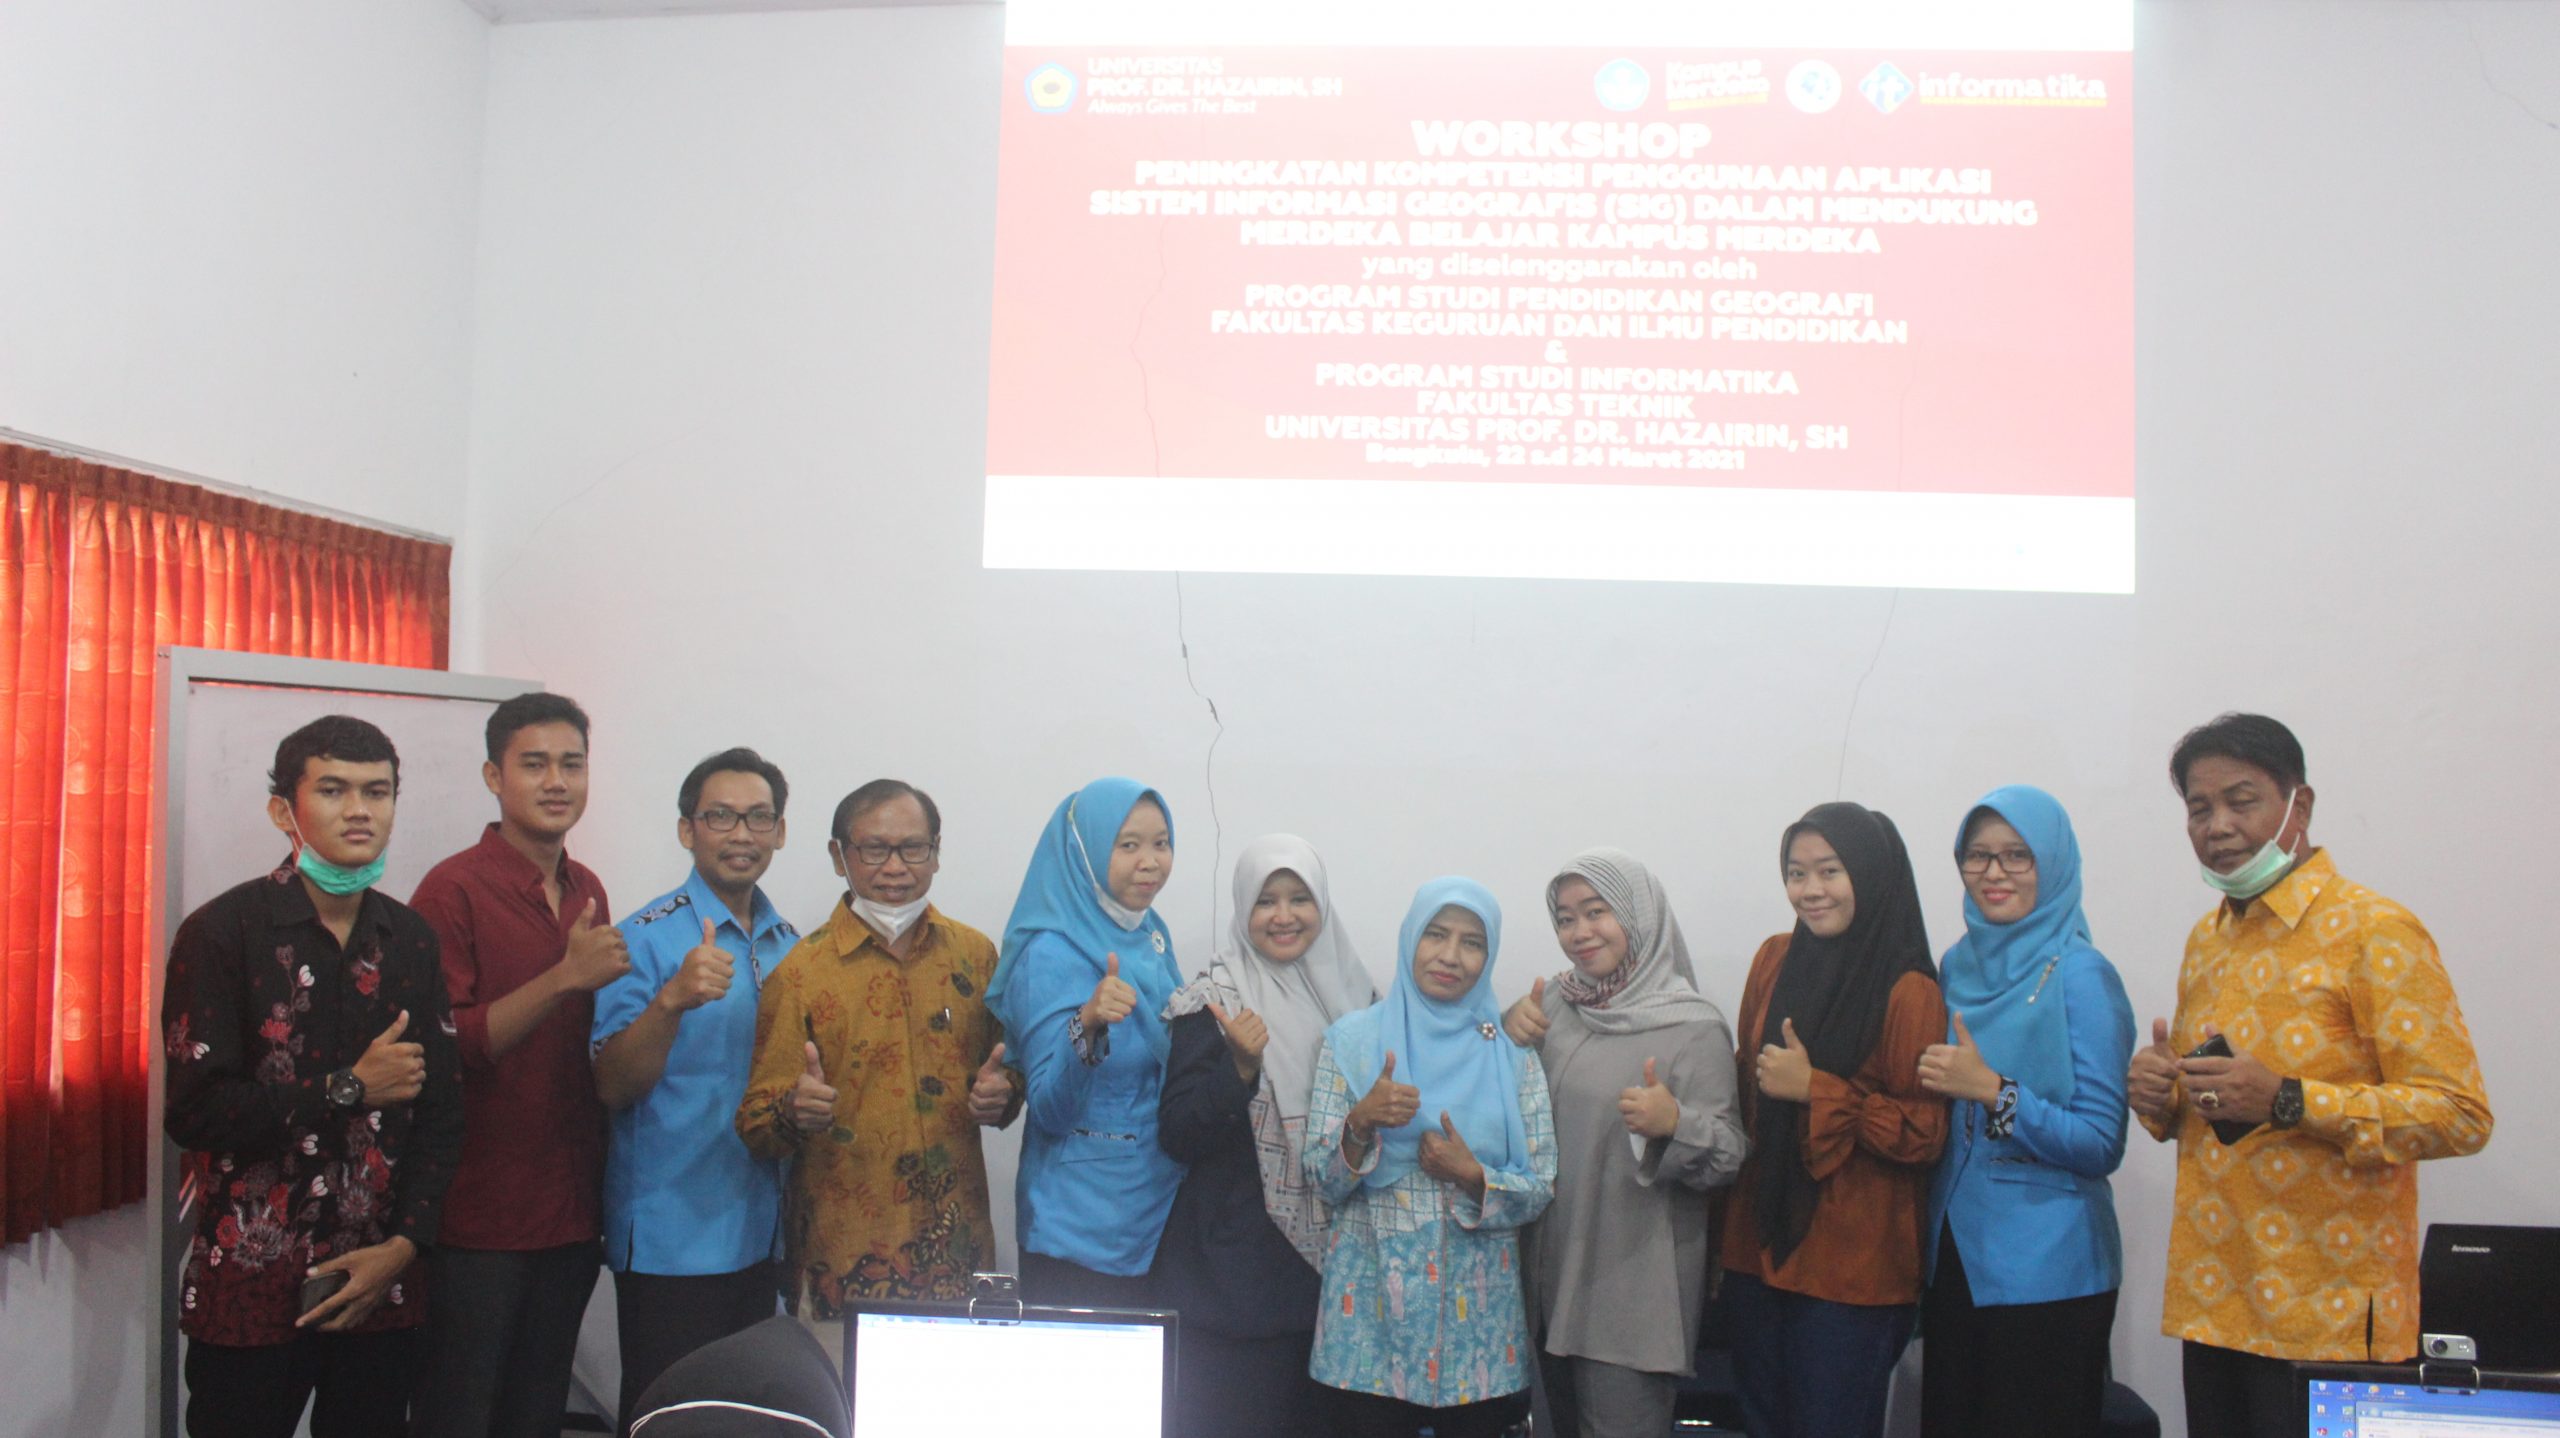 UNIVERSITAS
PROF. DR. HAZAIRIN, SH
Always Gives The Best
Kampus
Merdeka
informatika
WORKSHOP
PENINGKATAN KOMPETENSI PENGGUNAAN APLIKASI
SISTEM INFORMASI GEOGRAFIS (SIG) DALAM MENDUKUNG
MERDEKA BELAJAR KAMPUS MERDEKA
yang diselenggarakan oleh
PROGRAM STUDI PENDIDIKAN GEOGRAFI
FAKULTAS KEGURUAN DAN ILMU PENDIDIKAN
&
PROGRAM STUDI INFORMATIKA
FAKULTAS TEKNIK
UNIVERSITAS PROF. DR. HAZAIRIN, SH
Bengkulu, 22 s.d 24 Maret 2021
lenovo